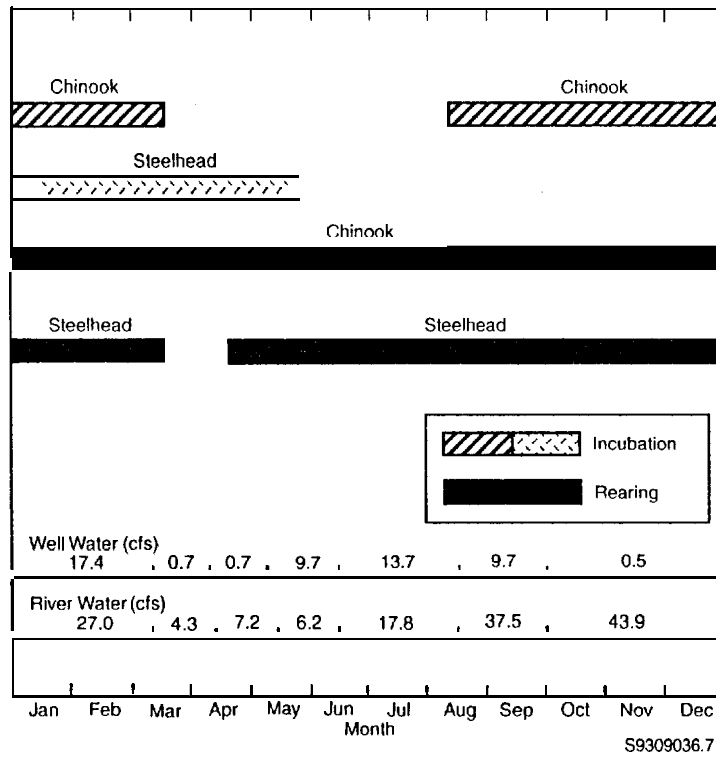 Chinook Chinook
Steelhead
Chinook
Steelhead Steelhead
Incubation
Rearing
Well Water (cfs)
17.4 0.7 0.7 9.7 13.7 9.7 0.5
River Water (cfs)
27.0 4.3 7.2 6.2 17.8 37.5 43.9
Jan Feb Mar Apr May Jun Jul Aug Sep Oct Nov Dec
Month
S9309036.7